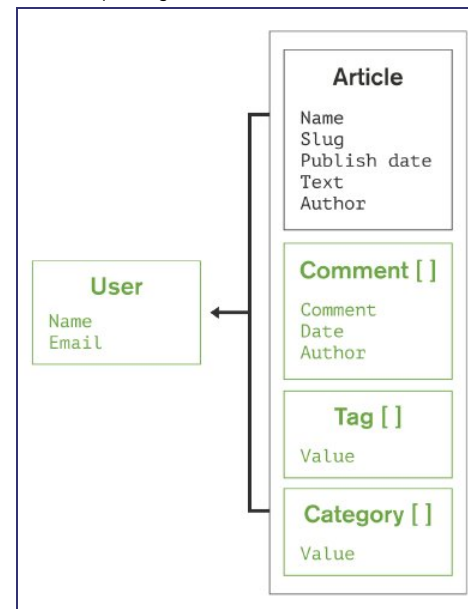 Article
Name
Slug
Publish date
Text
Author
User
Name
Email
Comment [ ]
Comment
Date
Author
Tag [ ]
Value
Category [ ]
Value